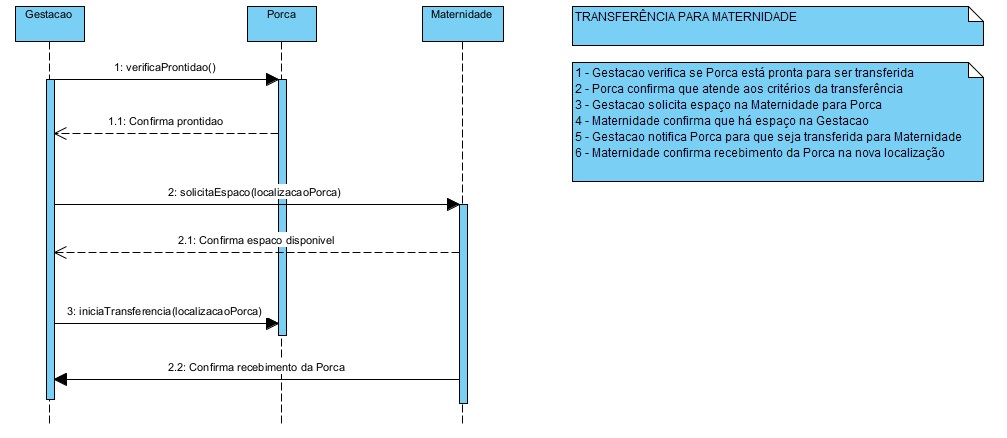 Gestacao
Porca
Maternidade
1: verificaProntidao()
1.1: Confirma prontidao
2: solicitaEspaco(localizacaoPorca)
2.1: Confirma espaco disponivel
3: iniciaTransferencia(localizacaoPorca)
2.2: Confirma recebimento da Porca
TRANSFERÊNCIA PARA MATERNIDADE
1 - Gestacao verifica se Porca está pronta para ser transferida
2 - Porca confirma que atende aos critérios da transferência
3 - Gestacao solicita espaço na Maternidade para Porca
4 - Maternidade confirma que há espaço na Gestacao
5 - Gestacao notifica Porca para que seja transferida para Maternidade
6 - Maternidade confirma recebimento da Porca na nova localização